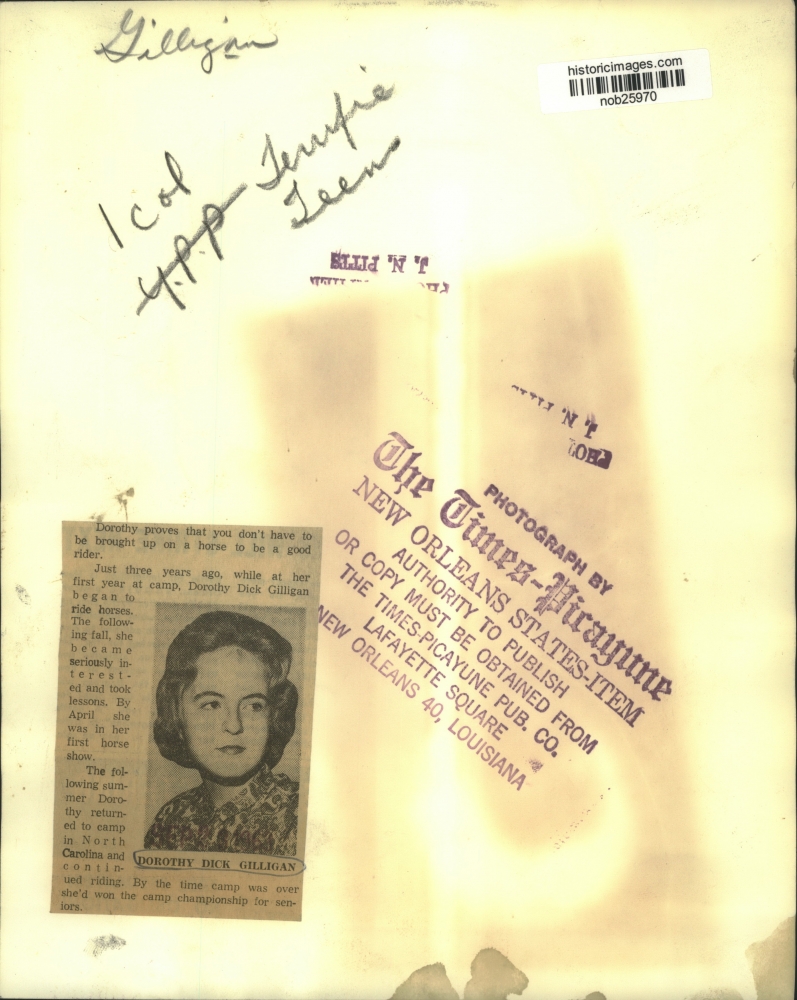 Gilligan
historicimages.com
nob25970
1 col
Y.P.P Terrific
Teen
J. N. PITTS
J. N.
PHOTOGRAPH BY
The Times-Picayune
NEW ORLEANS STATES-ITEM
AUTHORITY TO PUBLISH
OR COPY MUST BE OBTAINED FROM
THE TIMES-PICAYUNE PUB. CO.
LAFAYETTE SQUARE
NEW ORLEANS 40, LOUISIANA
Dorothy proves that you don't have to
be brought up on a horse to be a good
rider.
Just three years ago, while at her
first year at camp, Dorothy Dick Gilligan
began to
ride horses.
The follow-
ing fall, she
became
seriously in-
terest-
ed and took
lessons. By
April she
was in her
first horse
show.
The fol-
lowing sum-
mer Doro-
thy return-
ed to camp
in North
Carolina and
contin-
ued riding. By the time camp was over
she'd won the camp championship for sen-
iors.
DOROTHY DICK GILLIGAN